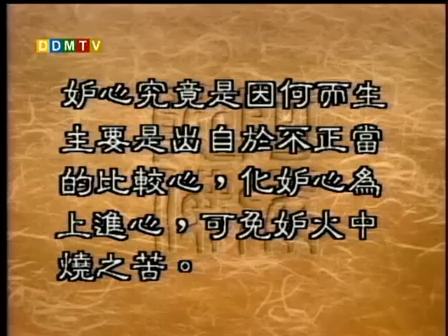 DDMTV
妒心究竟是因何而生
主要是出自於不正當
的比較心，化妒心為
上進心，可免妒火中
燒之苦。